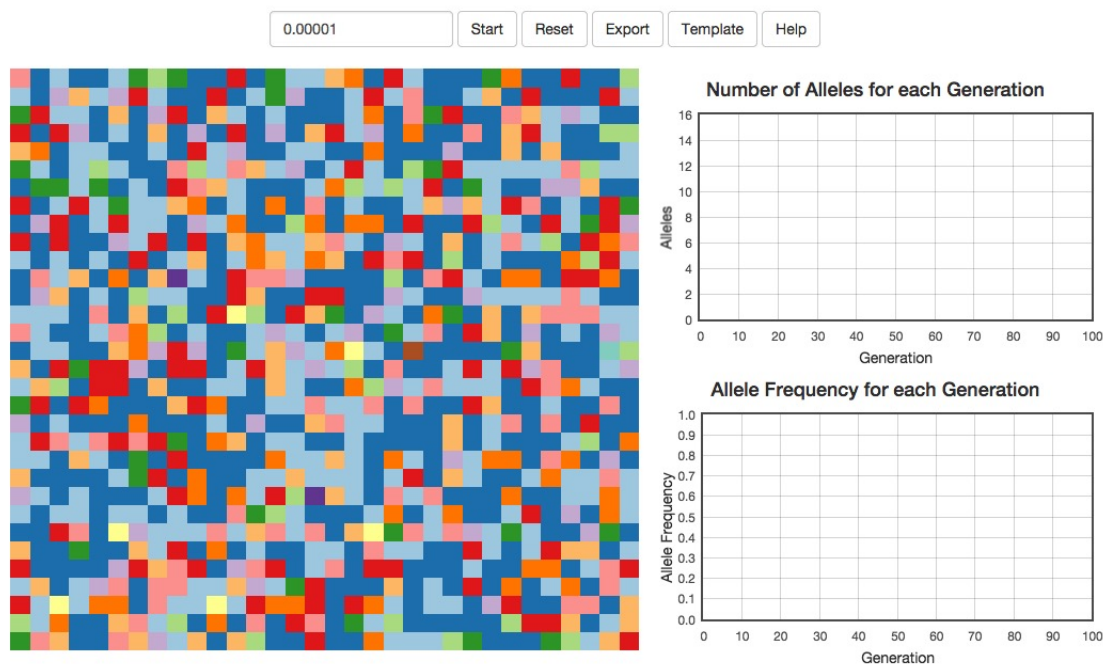 0.00001 Start Reset Export Template Help
Number of Alleles for each Generation
16
14
12
10
8
6
4
2
0
Alleles
0 10 20 30 40 50 60 70 80 90 100
Generation
Allele Frequency for each Generation
1.0
0.9
0.8
0.7
0.6
0.5
0.4
0.3
0.2
0.1
0.0
Allele Frequency
0 10 20 30 40 50 60 70 80 90 100
Generation